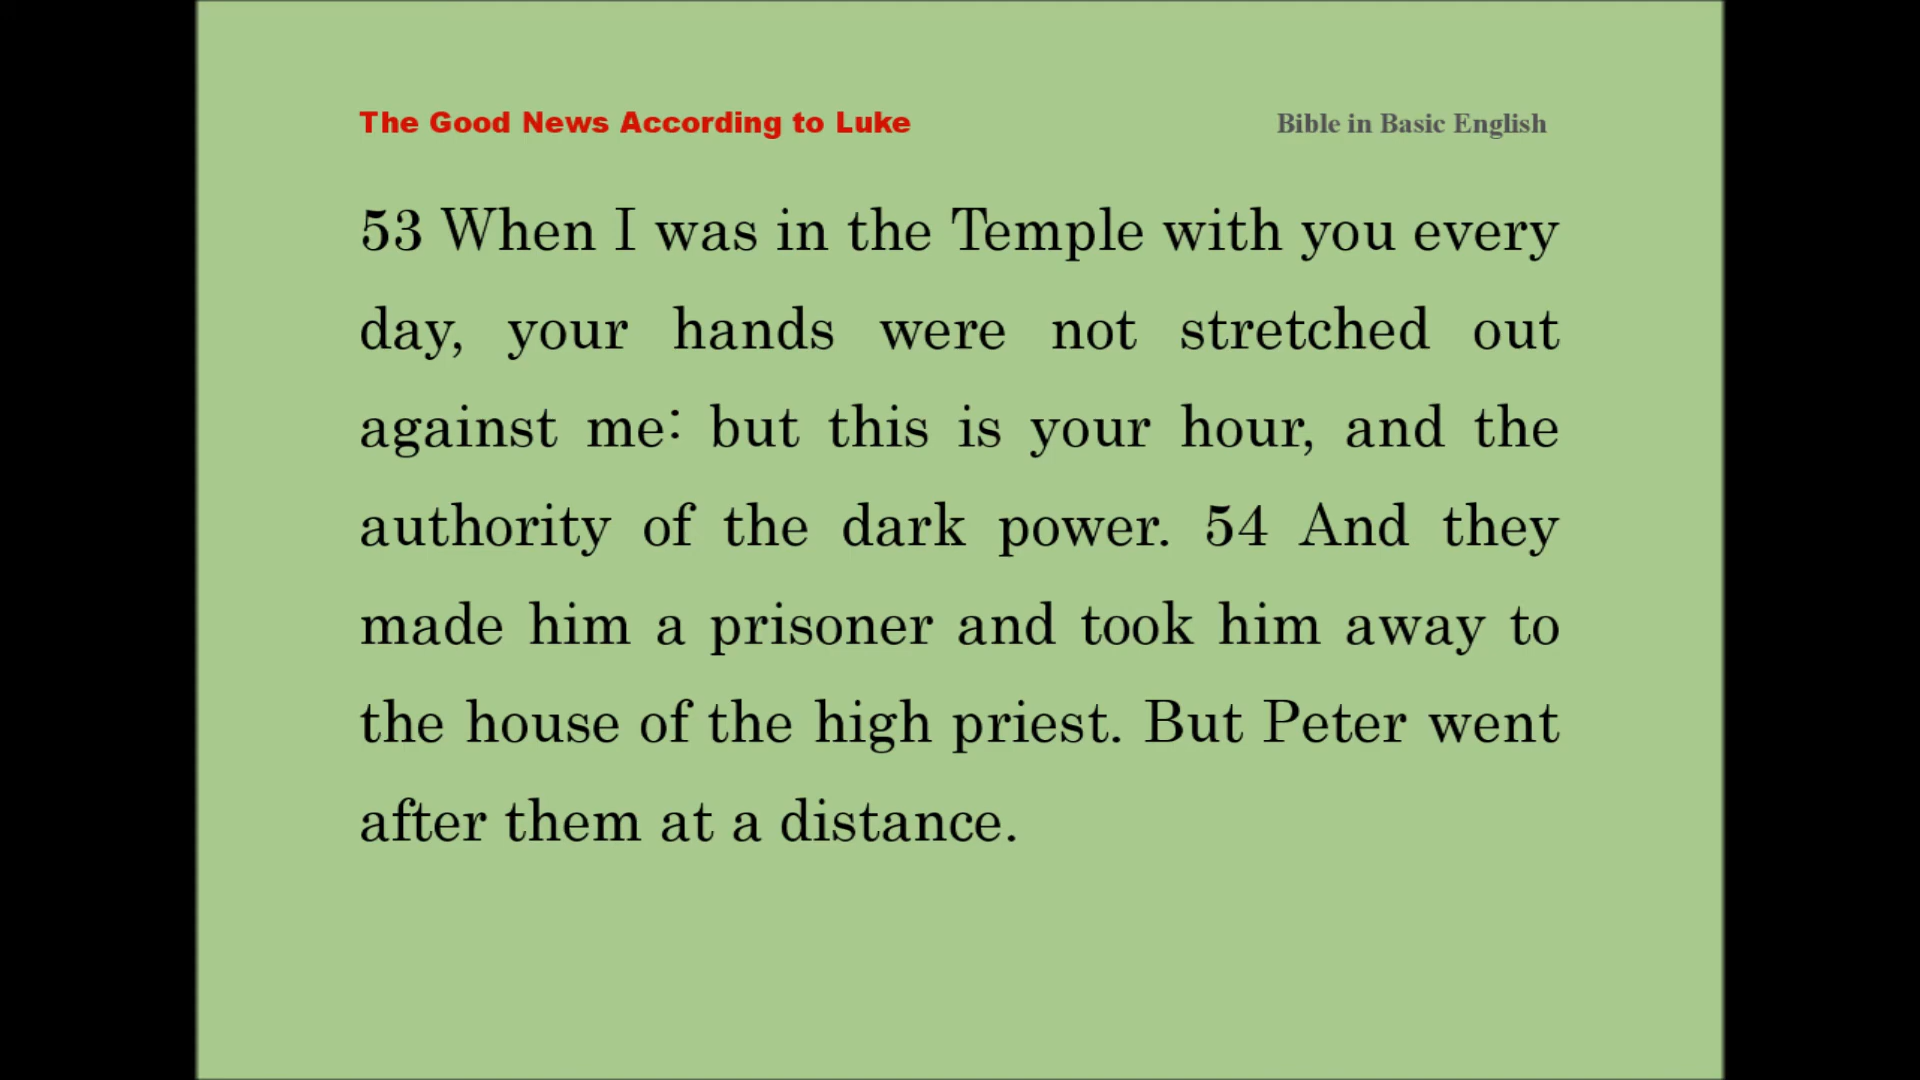 The Good News According to Luke Bible in Basic English
53 When I was in the Temple with you every
day, your hands were not stretched out
against me: but this is your hour, and the
authority of the dark power. 54 And they
made him a prisoner and took him away to
the house of the high priest. But Peter went
after them at a distance.